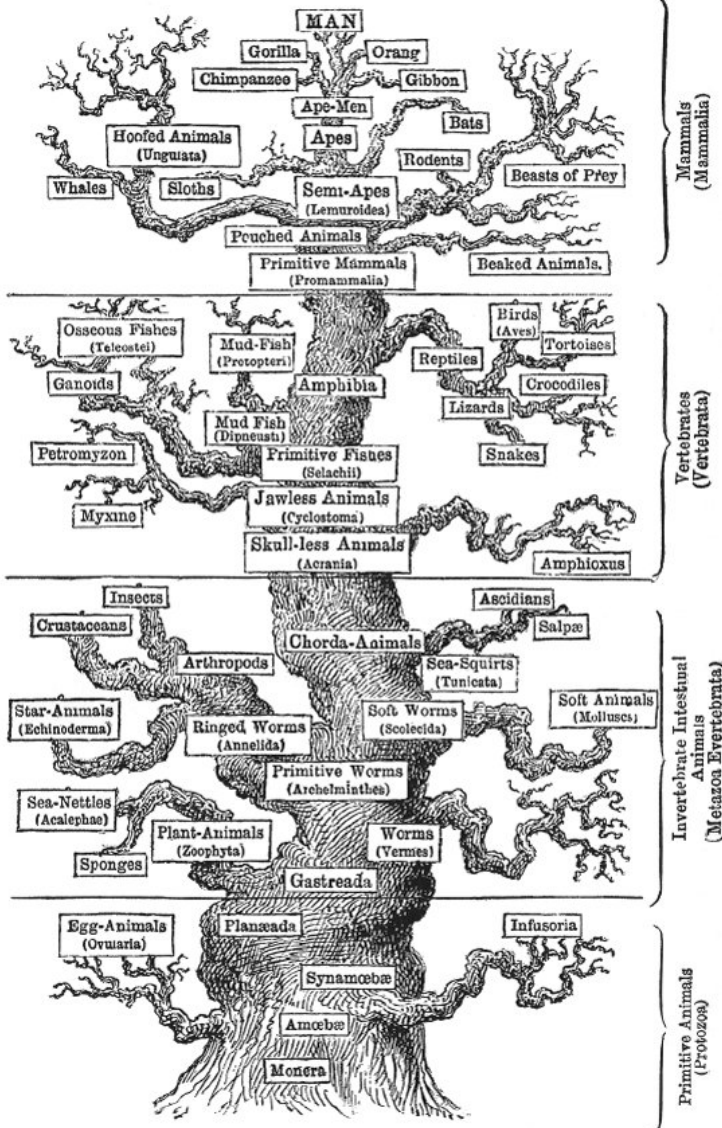 MAN
Gorilla
Orang
Chimpanzee
Gibbon
Ape-Men
Bats
Hoofed Animals
(Ungulata)
Apes
Rodents
Whales
Sloths
Semi-Apes
(Lemuroidea)
Beasts of Prey
Pouched Animals
Primitive Mammals
(Promammalia)
Beaked Animals.
Mammals
(Mammalia)
Osseous Fishes
(Teleostei)
Mud-Fish
(Protopteri)
Birds
(Aves)
Tortoises
Reptiles
Ganoids
Amphibia
Crocodiles
Lizards
Mud Fish
(Dipneusti)
Petromyzon
Primitive Fishes
(Selachii)
Snakes
Jawless Animals
(Cyclostoma)
Myxine
Skull-less Animals
(Acrania)
Amphioxus
Vertebrates
(Vertebrata)
Insects
Ascidians
Crustaceans
Salpæ
Chorda-Animals
Arthropods
Sea-Squirts
(Tunicata)
Star-Animals
(Echinoderma)
Ringed Worms
(Annelida)
Soft Worms
(Scolecida)
Soft Animals
(Molluscs)
Primitive Worms
(Archelminthes)
Sea-Nettles
(Acalephae)
Plant-Animals
(Zoophyta)
Worms
(Vermes)
Sponges
Gastreada
Invertebrate Intestinal
Animals
(Metazoa Evertebrata)
Egg-Animals
(Ovularia)
Planæada
Infusoria
Synamœbæ
Amœbæ
Monera
Primitive Animals
(Protozoa)